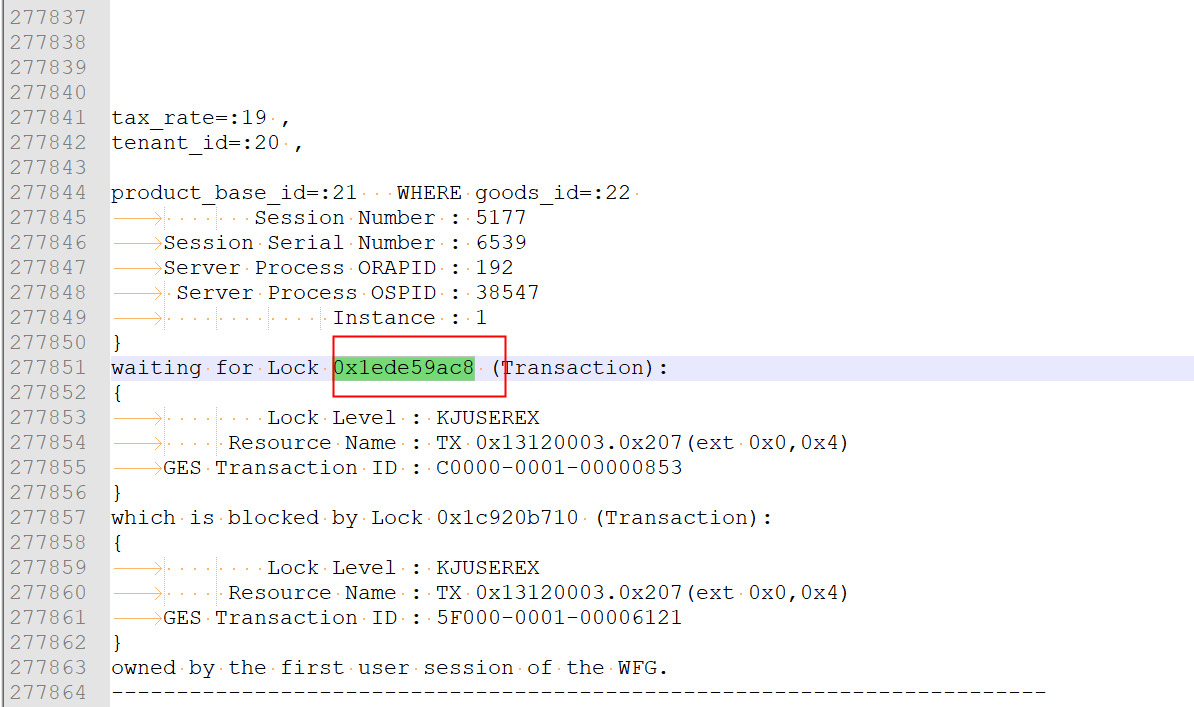 277837
277838
277839
277840
277841 tax_rate=:19 ,
277842 tenant_id=:20 ,
277843
277844 product_base_id=:21   WHERE goods_id=:22
277845 Session Number : 5177
277846 Session Serial Number : 6539
277847 Server Process ORAPID : 192
277848 Server Process OSPID : 38547
277849 Instance : 1
277850 }
277851 waiting for Lock 0x1ede59ac8 (Transaction):
277852 {
277853 Lock Level : KJUSEREX
277854 Resource Name : TX 0x13120003.0x207(ext 0x0,0x4)
277855 GES Transaction ID : C0000-0001-00000853
277856 }
277857 which is blocked by Lock 0x1c920b710 (Transaction):
277858 {
277859 Lock Level : KJUSEREX
277860 Resource Name : TX 0x13120003.0x207(ext 0x0,0x4)
277861 GES Transaction ID : 5F000-0001-00006121
277862 }
277863 owned by the first user session of the WFG.
277864 ------------------------------------------------------------------------